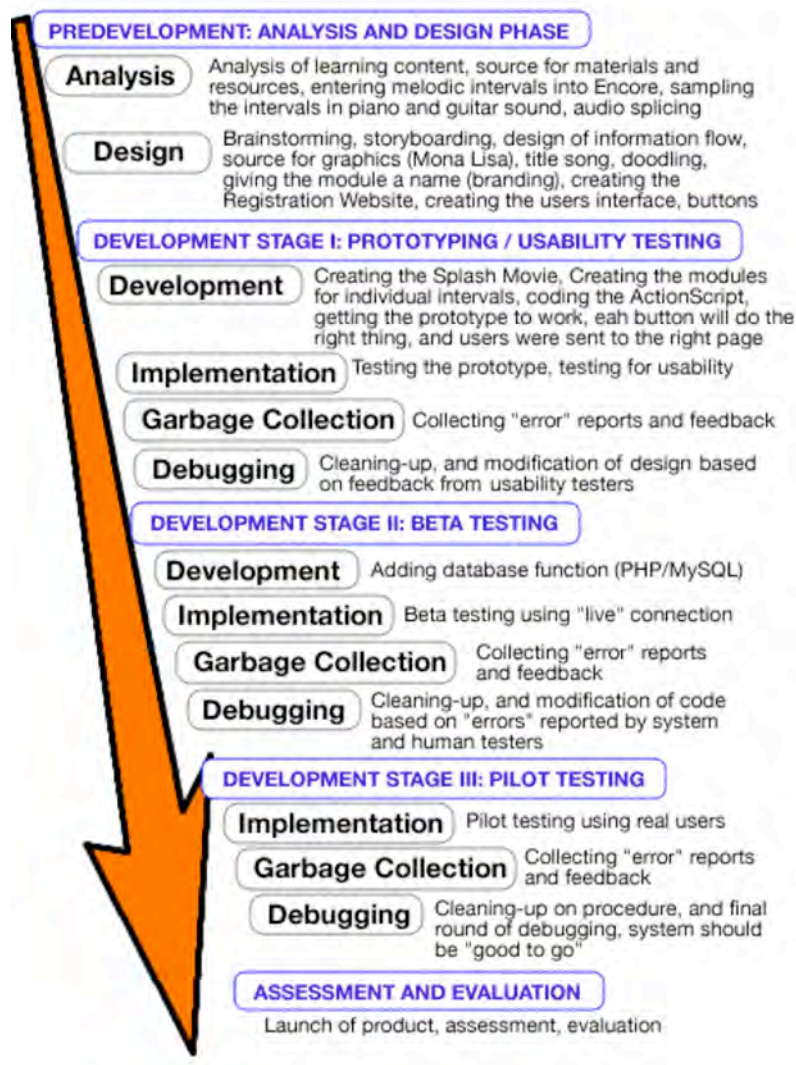 PREDEVELOPMENT: ANALYSIS AND DESIGN PHASE
Analysis
Analysis of learning content, source for materials and
resources, entering melodic intervals into Encore, sampling
the intervals in piano and guitar sound, audio splicing
Design
Brainstorming, storyboarding, design of information flow,
source for graphics (Mona Lisa), title song, doodling,
giving the module a name (branding), creating the
Registration Website, creating the users interface, buttons
DEVELOPMENT STAGE I: PROTOTYPING / USABILITY TESTING
Development
Creating the Splash Movie, Creating the modules
for individual intervals, coding the ActionScript,
getting the prototype to work, eah button will do the
right thing, and users were sent to the right page
Implementation
Testing the prototype, testing for usability
Garbage Collection
Collecting "error" reports and feedback
Debugging
Cleaning-up, and modification of design based
on feedback from usability testers
DEVELOPMENT STAGE II: BETA TESTING
Development
Adding database function (PHP/MySQL)
Implementation
Beta testing using "live" connection
Garbage Collection
Collecting "error" reports
and feedback
Debugging
Cleaning-up, and modification of code
based on "errors" reported by system
and human testers
DEVELOPMENT STAGE III: PILOT TESTING
Implementation
Pilot testing using real users
Garbage Collection
Collecting "error" reports
and feedback
Debugging
Cleaning-up on procedure, and final
round of debugging, system should
be "good to go"
ASSESSMENT AND EVALUATION
Launch of product, assessment, evaluation